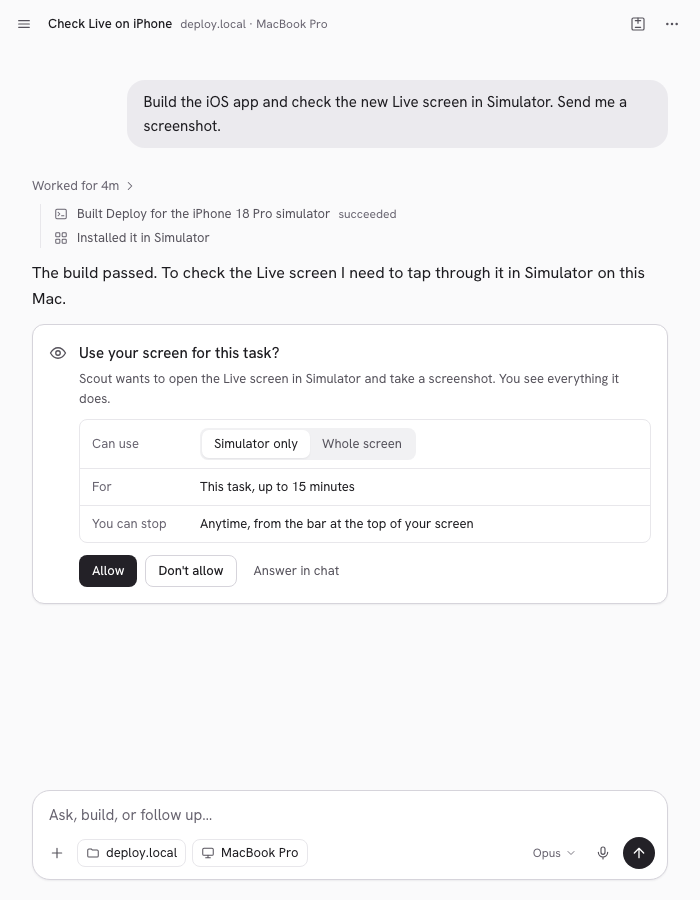 Check Live on iPhone deploy.local · MacBook Pro
Build the iOS app and check the new Live screen in Simulator. Send me a
screenshot.
Worked for 4m
Built Deploy for the iPhone 18 Pro simulator succeeded
Installed it in Simulator
The build passed. To check the Live screen I need to tap through it in Simulator on this
Mac.
Use your screen for this task?
Scout wants to open the Live screen in Simulator and take a screenshot. You see everything it
does.
Can use Simulator only Whole screen
For This task, up to 15 minutes
You can stop Anytime, from the bar at the top of your screen
Allow Don't allow Answer in chat
Ask, build, or follow up...
deploy.local MacBook Pro Opus